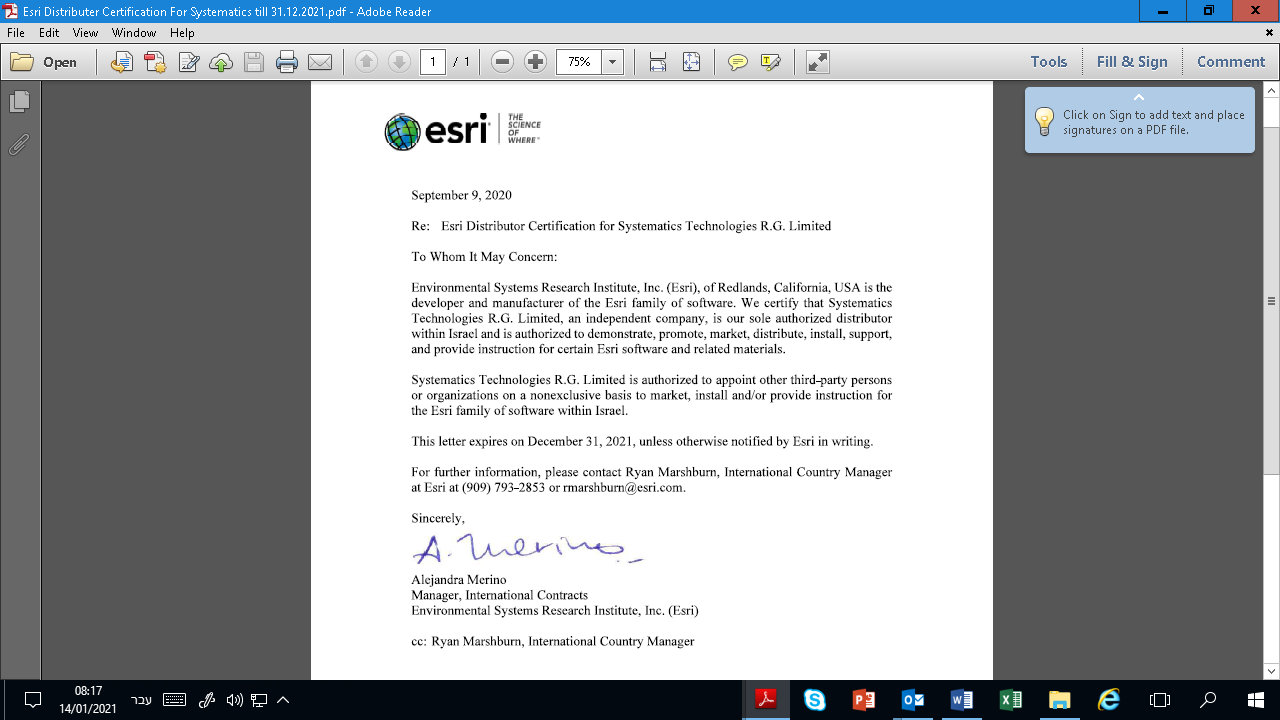 Esri Distributer Certification For Systematics till 31.12.2021.pdf - Adobe Reader
File Edit View Window Help
Open 1 / 1 75% Tools Fill & Sign Comment
Click on Sign to add text and place
signatures on a PDF file.
esri THE
SCIENCE
OF
WHERE™
September 9, 2020
Re: Esri Distributor Certification for Systematics Technologies R.G. Limited
To Whom It May Concern:
Environmental Systems Research Institute, Inc. (Esri), of Redlands, California, USA is the
developer and manufacturer of the Esri family of software. We certify that Systematics
Technologies R.G. Limited, an independent company, is our sole authorized distributor
within Israel and is authorized to demonstrate, promote, market, distribute, install, support,
and provide instruction for certain Esri software and related materials.
Systematics Technologies R.G. Limited is authorized to appoint other third-party persons
or organizations on a nonexclusive basis to market, install and/or provide instruction for
the Esri family of software within Israel.
This letter expires on December 31, 2021, unless otherwise notified by Esri in writing.
For further information, please contact Ryan Marshburn, International Country Manager
at Esri at (909) 793-2853 or rmarshburn@esri.com.
Sincerely,
A. Merino
Alejandra Merino
Manager, International Contracts
Environmental Systems Research Institute, Inc. (Esri)
cc: Ryan Marshburn, International Country Manager
08:17
14/01/2021
עבר